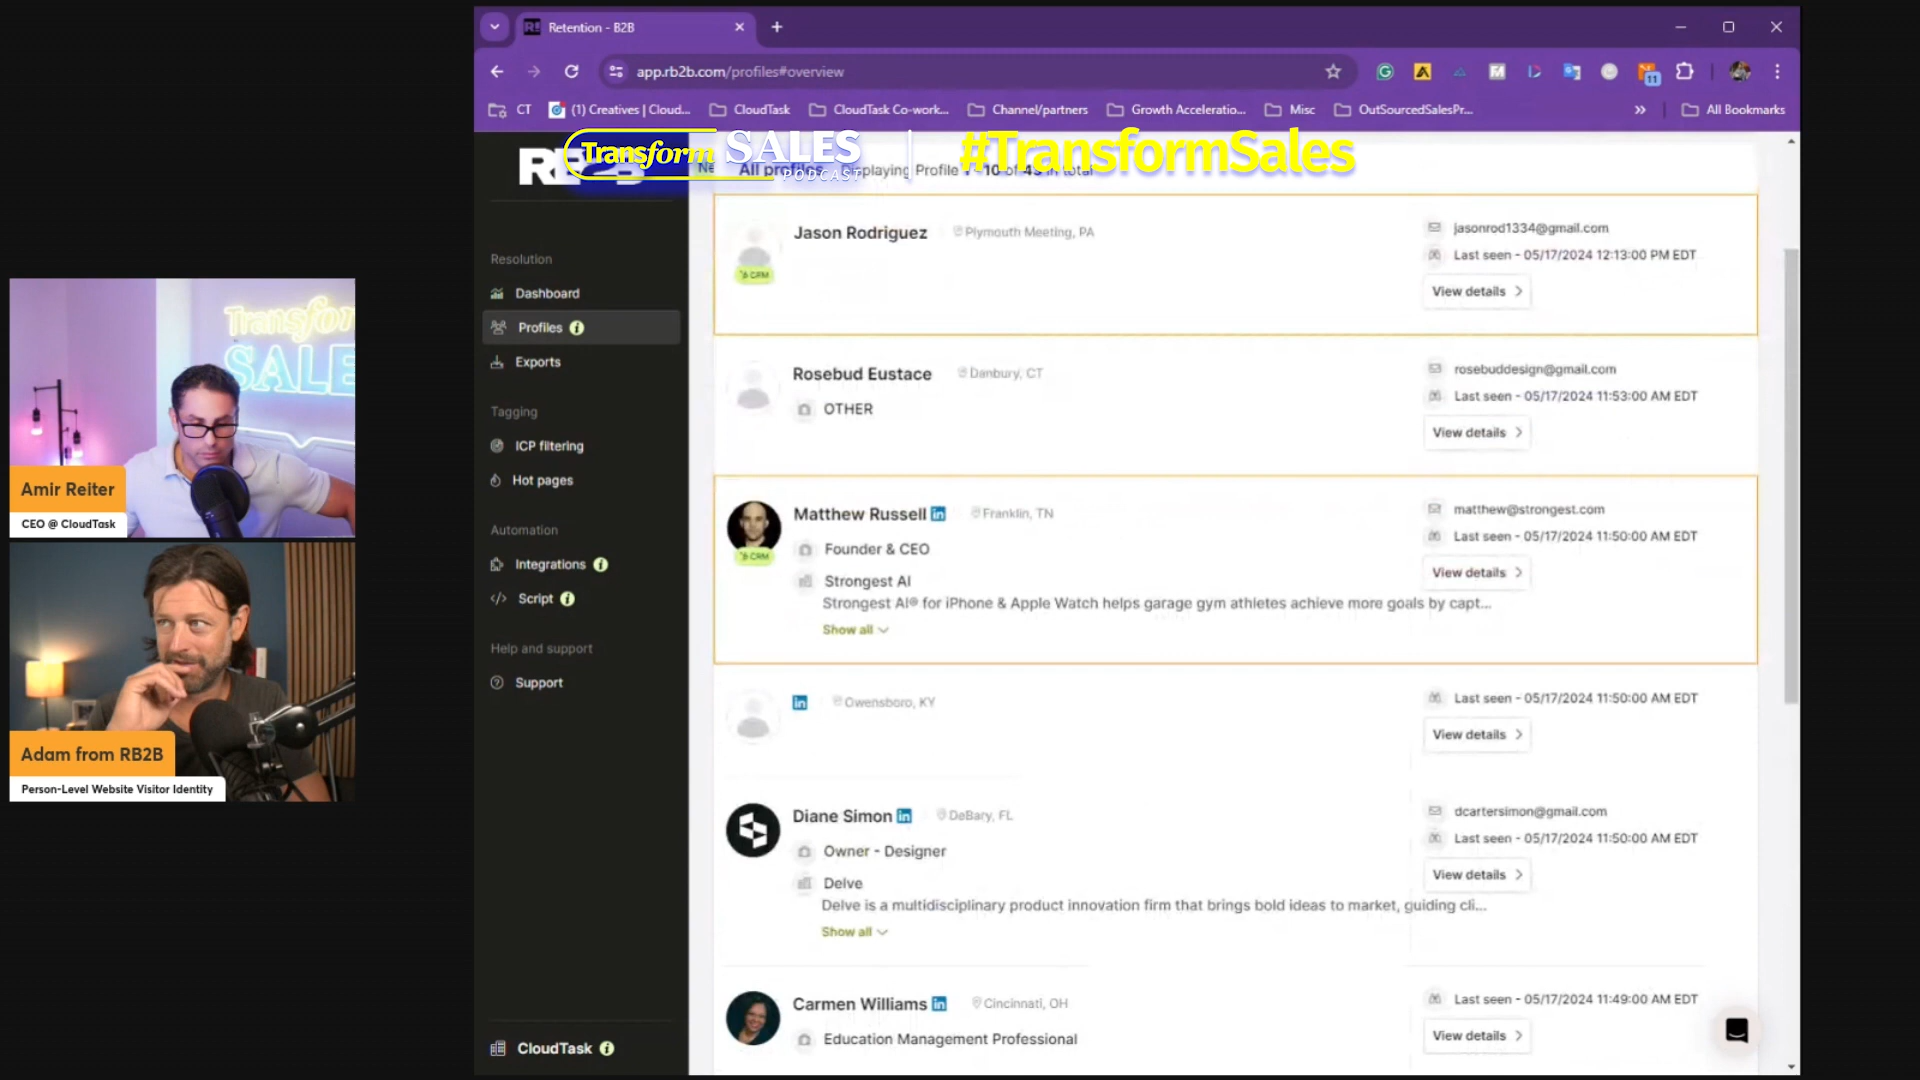 Retention - B2B
app.rb2b.com/profiles#overview
11
CT
(1) Creatives | Cloud...
CloudTask
CloudTask Co-work...
Channel/partners
Growth Acceleratio...
Misc
OutSourcedSalesPr...
»
All Bookmarks
Transform SALES
PODCAST
#TransformSales
All profiles
Profile
in total
Resolution
Dashboard
Profiles
Exports
Tagging
ICP filtering
Hot pages
Automation
Integrations
Script
Help and support
Support
CloudTask
Jason Rodriguez
Plymouth Meeting, PA
CRM
jasonrod1334@gmail.com
Last seen - 05/17/2024 12:13:00 PM EDT
View details
Rosebud Eustace
Danbury, CT
OTHER
rosebuddesign@gmail.com
Last seen - 05/17/2024 11:53:00 AM EDT
View details
Matthew Russell
Franklin, TN
CRM
Founder & CEO
Strongest AI
Strongest AI® for iPhone & Apple Watch helps garage gym athletes achieve more goals by capt...
Show all
matthew@strongest.com
Last seen - 05/17/2024 11:50:00 AM EDT
View details
Owensboro, KY
Last seen - 05/17/2024 11:50:00 AM EDT
View details
Diane Simon
DeBary, FL
Owner - Designer
Delve
Delve is a multidisciplinary product innovation firm that brings bold ideas to market, guiding cli...
Show all
dcartersimon@gmail.com
Last seen - 05/17/2024 11:50:00 AM EDT
View details
Carmen Williams
Cincinnati, OH
Education Management Professional
Last seen - 05/17/2024 11:49:00 AM EDT
View details
Transform
SALES
Amir Reiter
CEO @ CloudTask
Adam from RB2B
Person-Level Website Visitor Identity